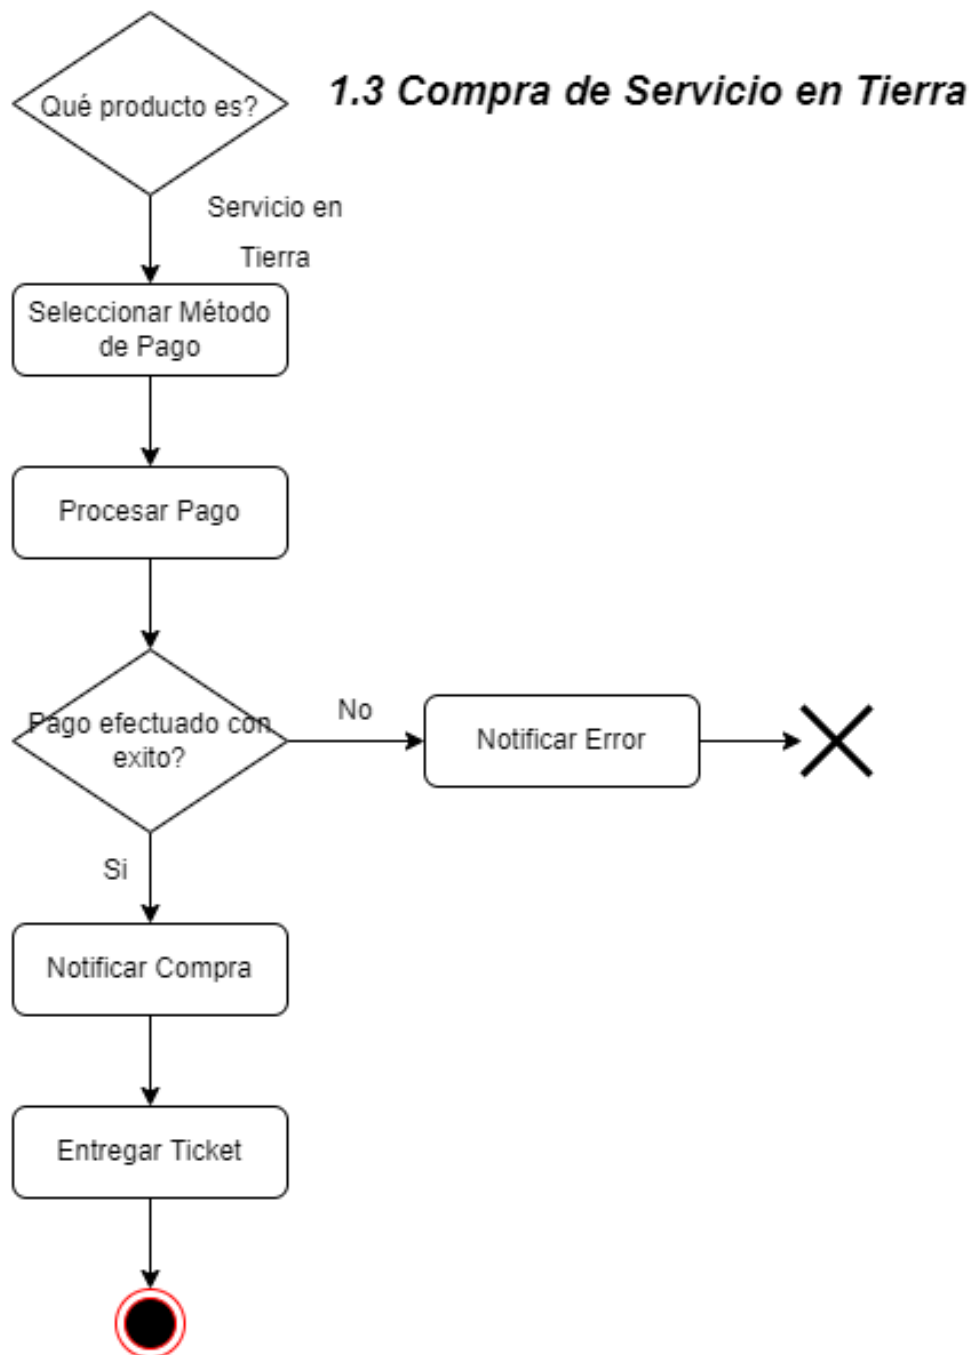 Qué producto es?
1.3 Compra de Servicio en Tierra
Servicio en
Tierra
Seleccionar Método
de Pago
Procesar Pago
Pago efectuado con
exito?
No
Notificar Error
Si
Notificar Compra
Entregar Ticket